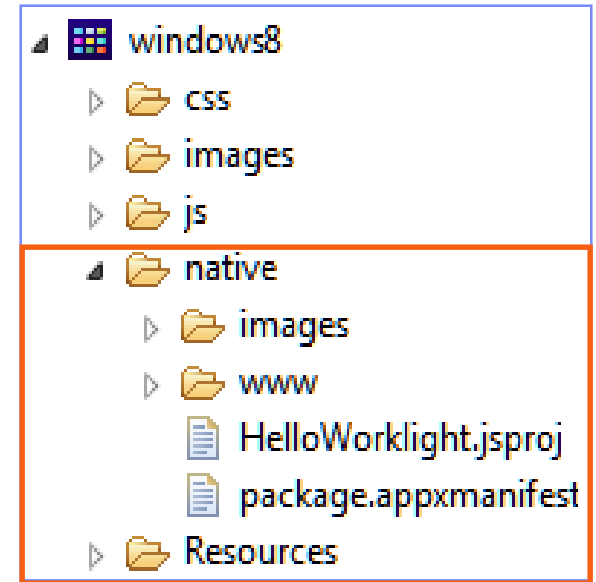 windows8
css
images
js
native
images
www
HelloWorklight.jsproj
package.appxmanifest
Resources